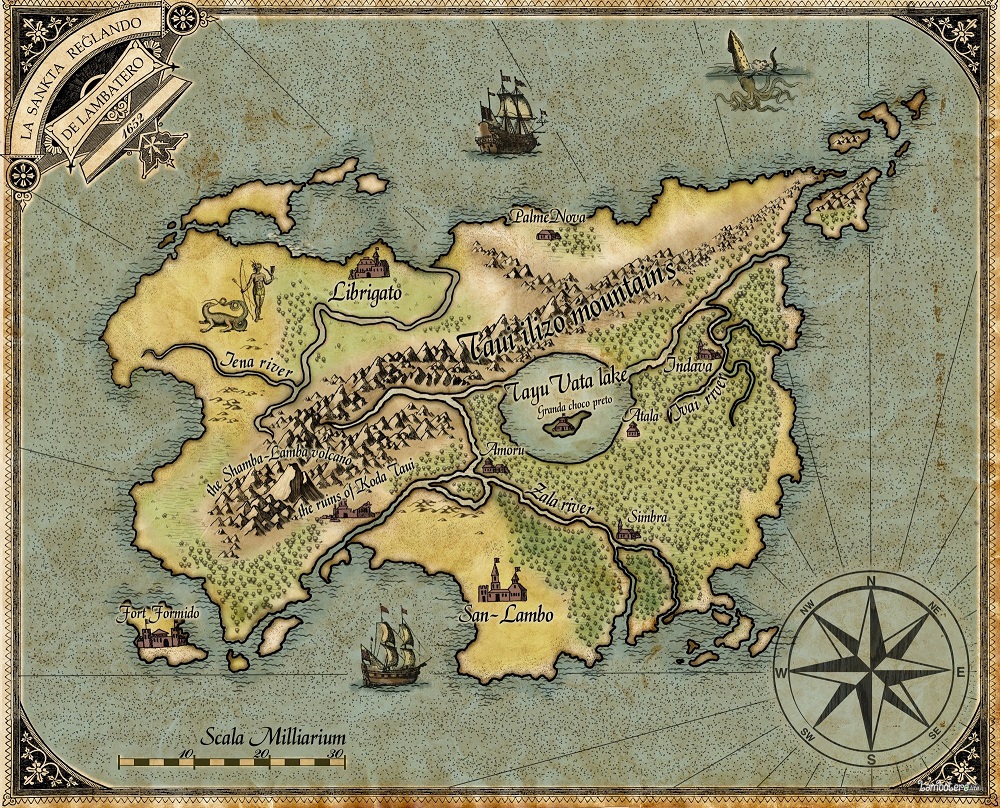 LA SANKTA REGLANDO
DE LAMBATERO
1652
Palme Nova
Librigato
Taui ilizo mountains
Iena river
Tayu Vata lake
Granda choco preto
Indava
Ovai river
Atala
the Shamba-Lamba volcano
Amoru
the ruins of Koda Taui
Zala river
Simbra
Fort Formido
San-Lambo
N
NE
E
SE
S
SW
W
NW
Scala Milliarium
10 20 30